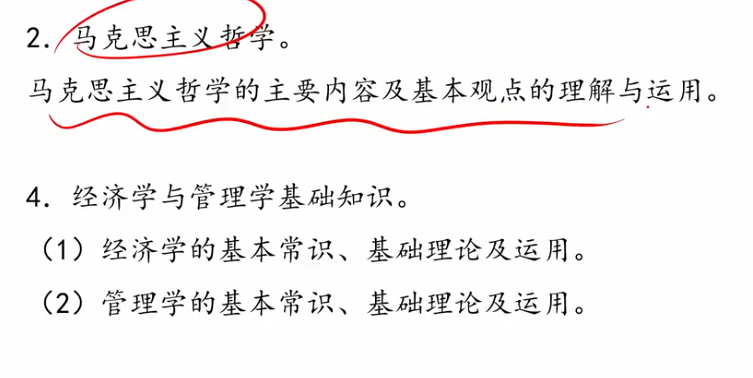 2. 马克思主义哲学。
马克思主义哲学的主要内容及基本观点的理解与运用。
4. 经济学与管理学基础知识。
（1）经济学的基本常识、基础理论及运用。
（2）管理学的基本常识、基础理论及运用。